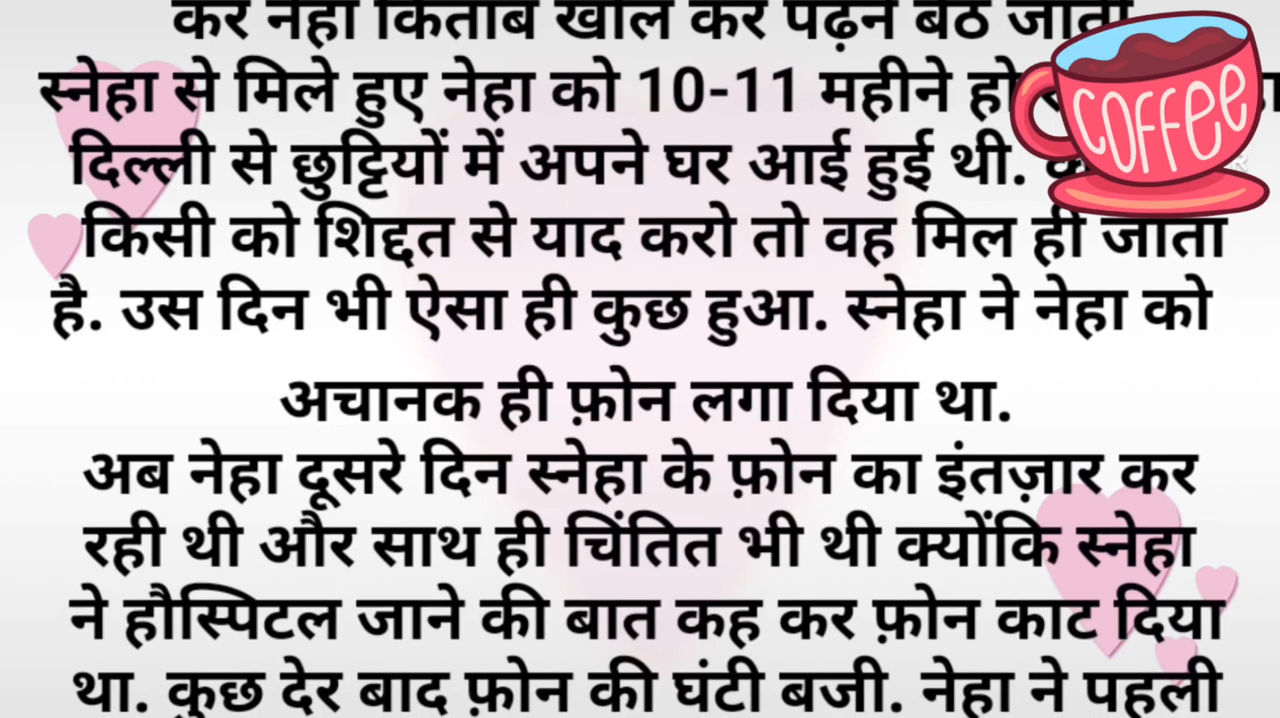 कर नेहा किताब खोल कर पढ़ने बैठ जाती
स्नेहा से मिले हुए नेहा को 10-11 महीने हो
दिल्ली से छुट्टियों में अपने घर आई हुई थी.
किसी को शिद्दत से याद करो तो वह मिल ही जाता
है. उस दिन भी ऐसा ही कुछ हुआ. स्नेहा ने नेहा को
अचानक ही फ़ोन लगा दिया था.
अब नेहा दूसरे दिन स्नेहा के फ़ोन का इंतज़ार कर
रही थी और साथ ही चिंतित भी थी क्योंकि स्नेहा
ने हौस्पिटल जाने की बात कह कर फ़ोन काट दिया
था. कुछ देर बाद फ़ोन की घंटी बजी. नेहा ने पहली
COFFee